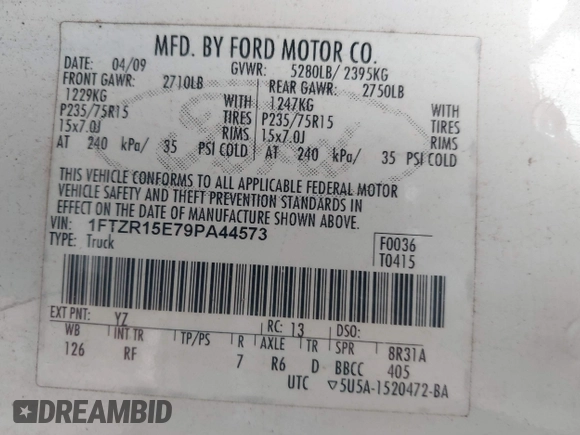 MFD. BY FORD MOTOR CO.
DATE: 04/09 GVWR: 5280LB/ 2395KG
FRONT GAWR: 2710LB REAR GAWR: 2750LB
1229KG WITH 1247KG WITH
P235/75R15 TIRES P235/75R15 TIRES
15x7.0J RIMS 15x7.0J RIMS
AT 240 kPa/ 35 PSI COLD AT 240 kPa/ 35 PSI COLD
THIS VEHICLE CONFORMS TO ALL APPLICABLE FEDERAL MOTOR
VEHICLE SAFETY AND THEFT PREVENTION STANDARDS IN
EFFECT ON THE DATE OF MANUFACTURE SHOWN ABOVE.
VIN: 1FTZR15E79PA44573 F0036
TYPE: Truck T0415
EXT PNT: YZ RC: 13 DSO:
WB INT TR TP/PS R AXLE TR SPR 8R31A
126 RF 7 R6 D BBCC 405
UTC ▽5U5A-1520472-BA
Ford
DREAMBID